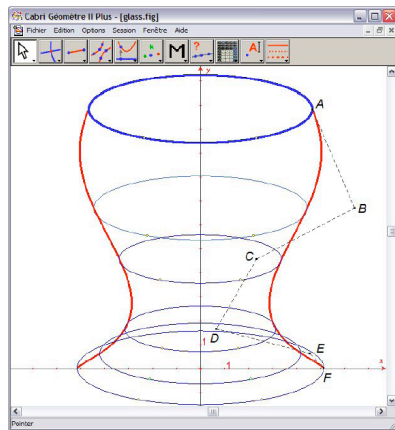 Cabri Géomètre II Plus - [glass.fig]
Fichier Edition Options Session Fenêtre Aide
y
A
B
C
D
.1
E
x
.1
F
Pointer